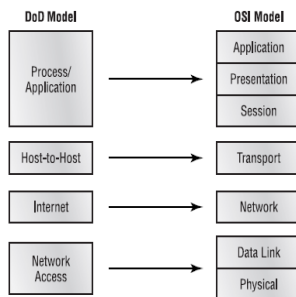 DoD Model
OSI Model
Process/
Application
Application
Presentation
Session
Host-to-Host
Transport
Internet
Network
Network
Access
Data Link
Physical